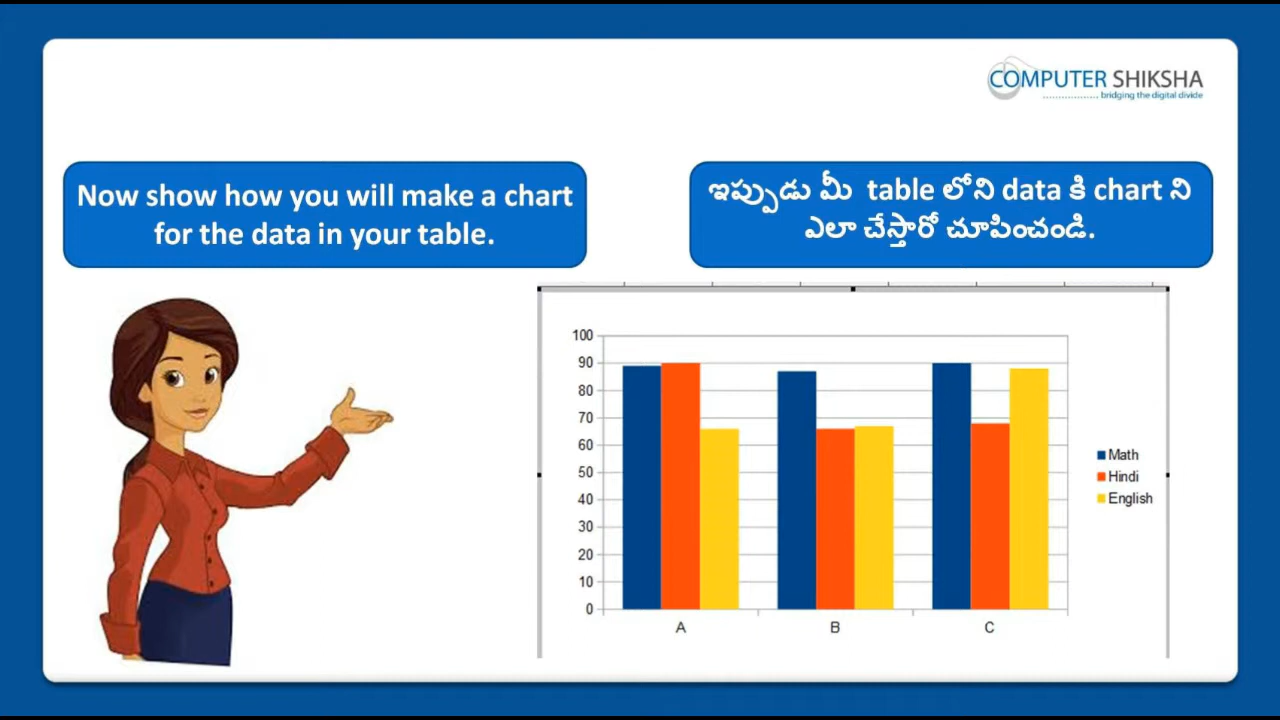 COMPUTER SHIKSHA
bridging the digital divide
Now show how you will make a chart
for the data in your table.
ఇప్పుడు మీ table లోని data కి chart ని
ఎలా చేస్తారో చూపించండి.
100
90
80
70
60
50
40
30
20
10
0
A B C
Math
Hindi
English